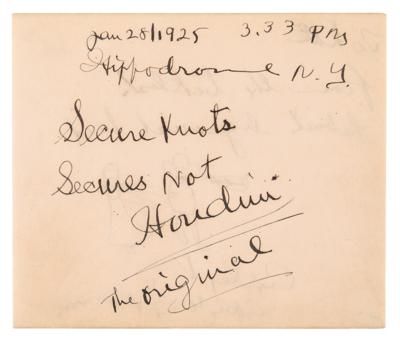 Jan 28/1925 3.33 PM
Hippodrome N.Y.
Secure Knots
Secures Not
Houdini
The original